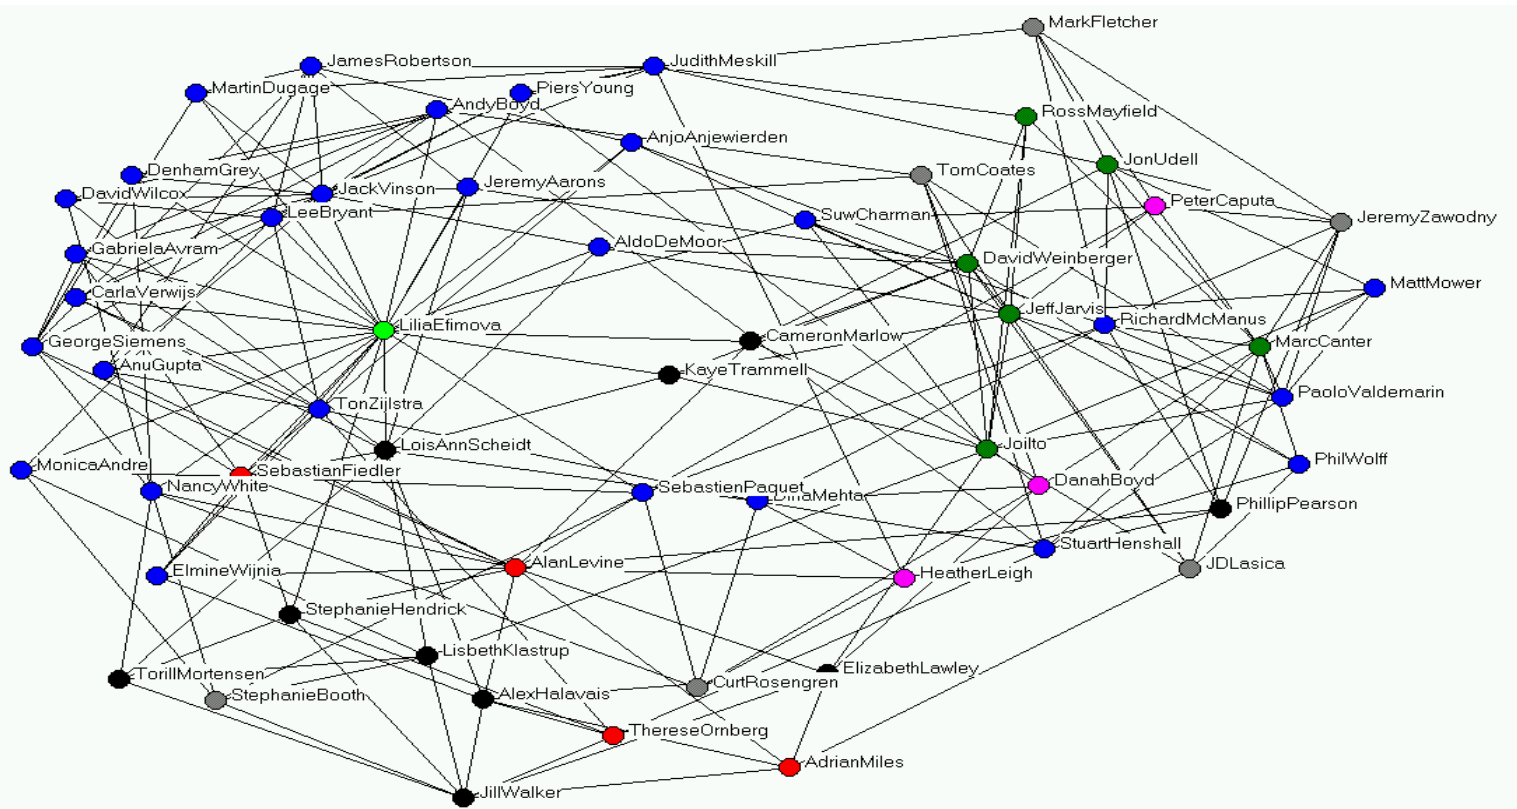 MarkFletcher
JamesRobertson
JudithMeskill
MartinDugage
PiersYoung
AndyBoyd
RossMayfield
AnjoAnjewierden
JonUdell
DenhamGrey
TomCoates
JackVinson
JeremyAarons
DavidWilcox
PeterCaputa
LeeBryant
SuwCharman
JeremyZawodny
GabrielaAvram
AldoDeMoor
DavidWeinberger
MattMower
CarlaVerwijs
JeffJarvis
RichardMcManus
LiliaEfimova
CameronMarlow
GeorgeSiemens
MarcCanter
AnuGupta
KayeTrammell
PaoloValdemarin
TonZijlstra
LoisAnnScheidt
JoiIto
MonicaAndre
SebastianFiedler
PhilWolff
NancyWhite
SebastienPaquet
DinaMehta
DanahBoyd
PhillipPearson
StuartHenshall
AlanLevine
ElmineWijnia
HeatherLeigh
JDLasica
StephanieHendrick
LisbethKlastrup
TorillMortensen
ElizabethLawley
CurtRosengren
StephanieBooth
AlexHalavais
ThereseOrnberg
AdrianMiles
JillWalker